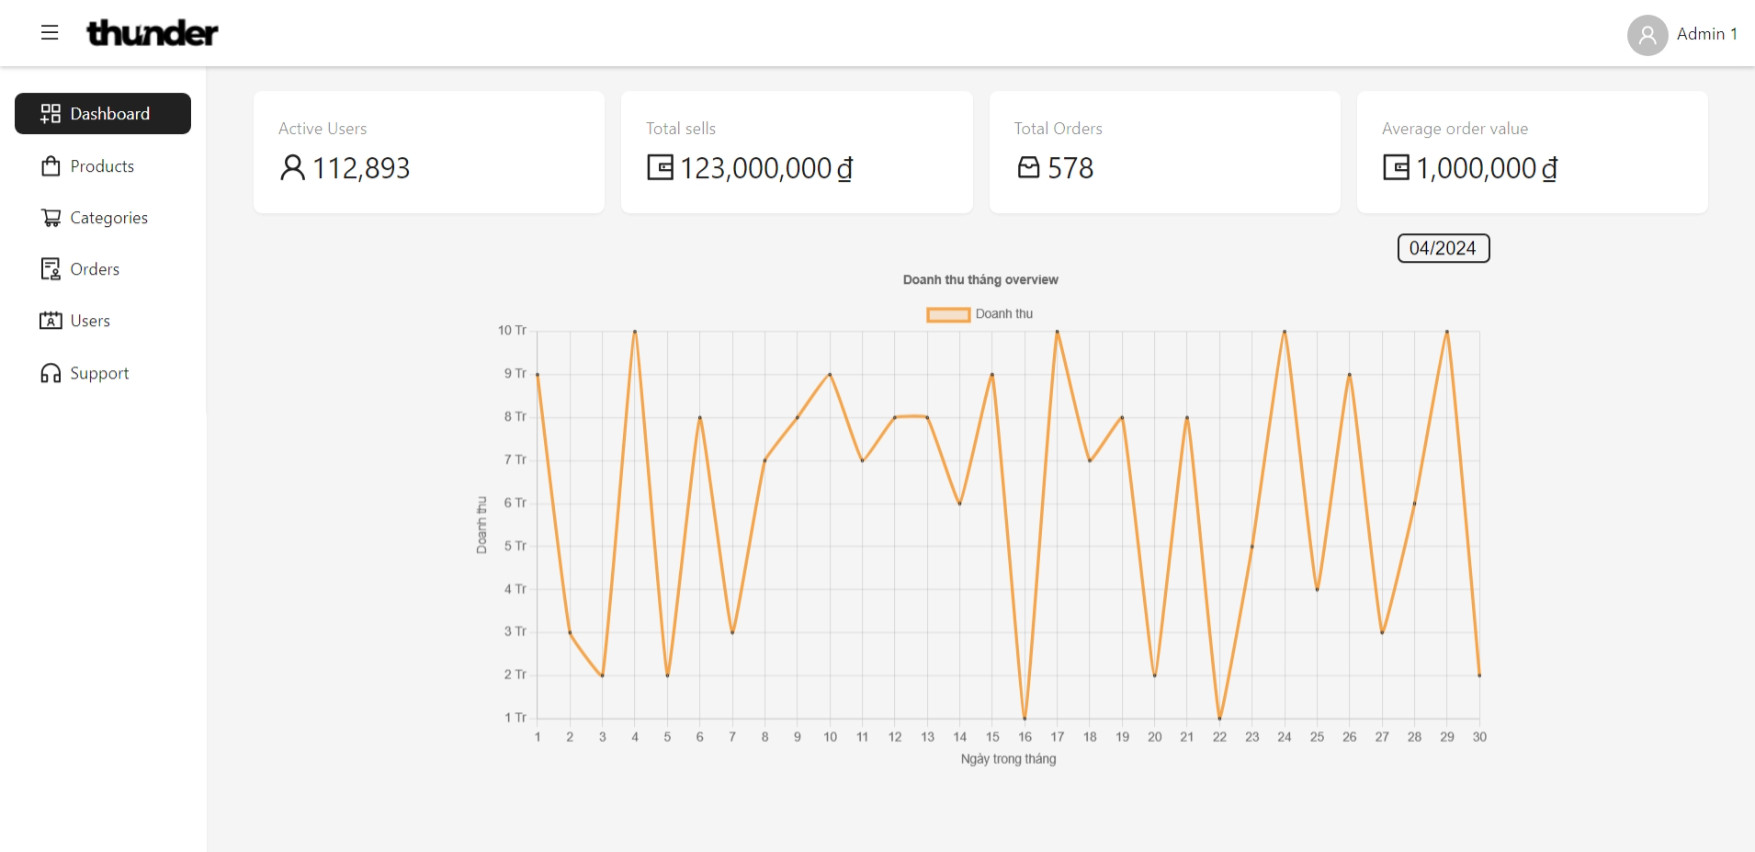 thunder
Admin 1
Dashboard
Products
Categories
Orders
Users
Support
Active Users
112,893
Total sells
123,000,000 ₫
Total Orders
578
Average order value
1,000,000 ₫
04/2024
Doanh thu tháng overview
Doanh thu
10 Tr
9 Tr
8 Tr
7 Tr
6 Tr
5 Tr
4 Tr
3 Tr
2 Tr
1 Tr
Doanh thu
1 2 3 4 5 6 7 8 9 10 11 12 13 14 15 16 17 18 19 20 21 22 23 24 25 26 27 28 29 30
Ngày trong tháng